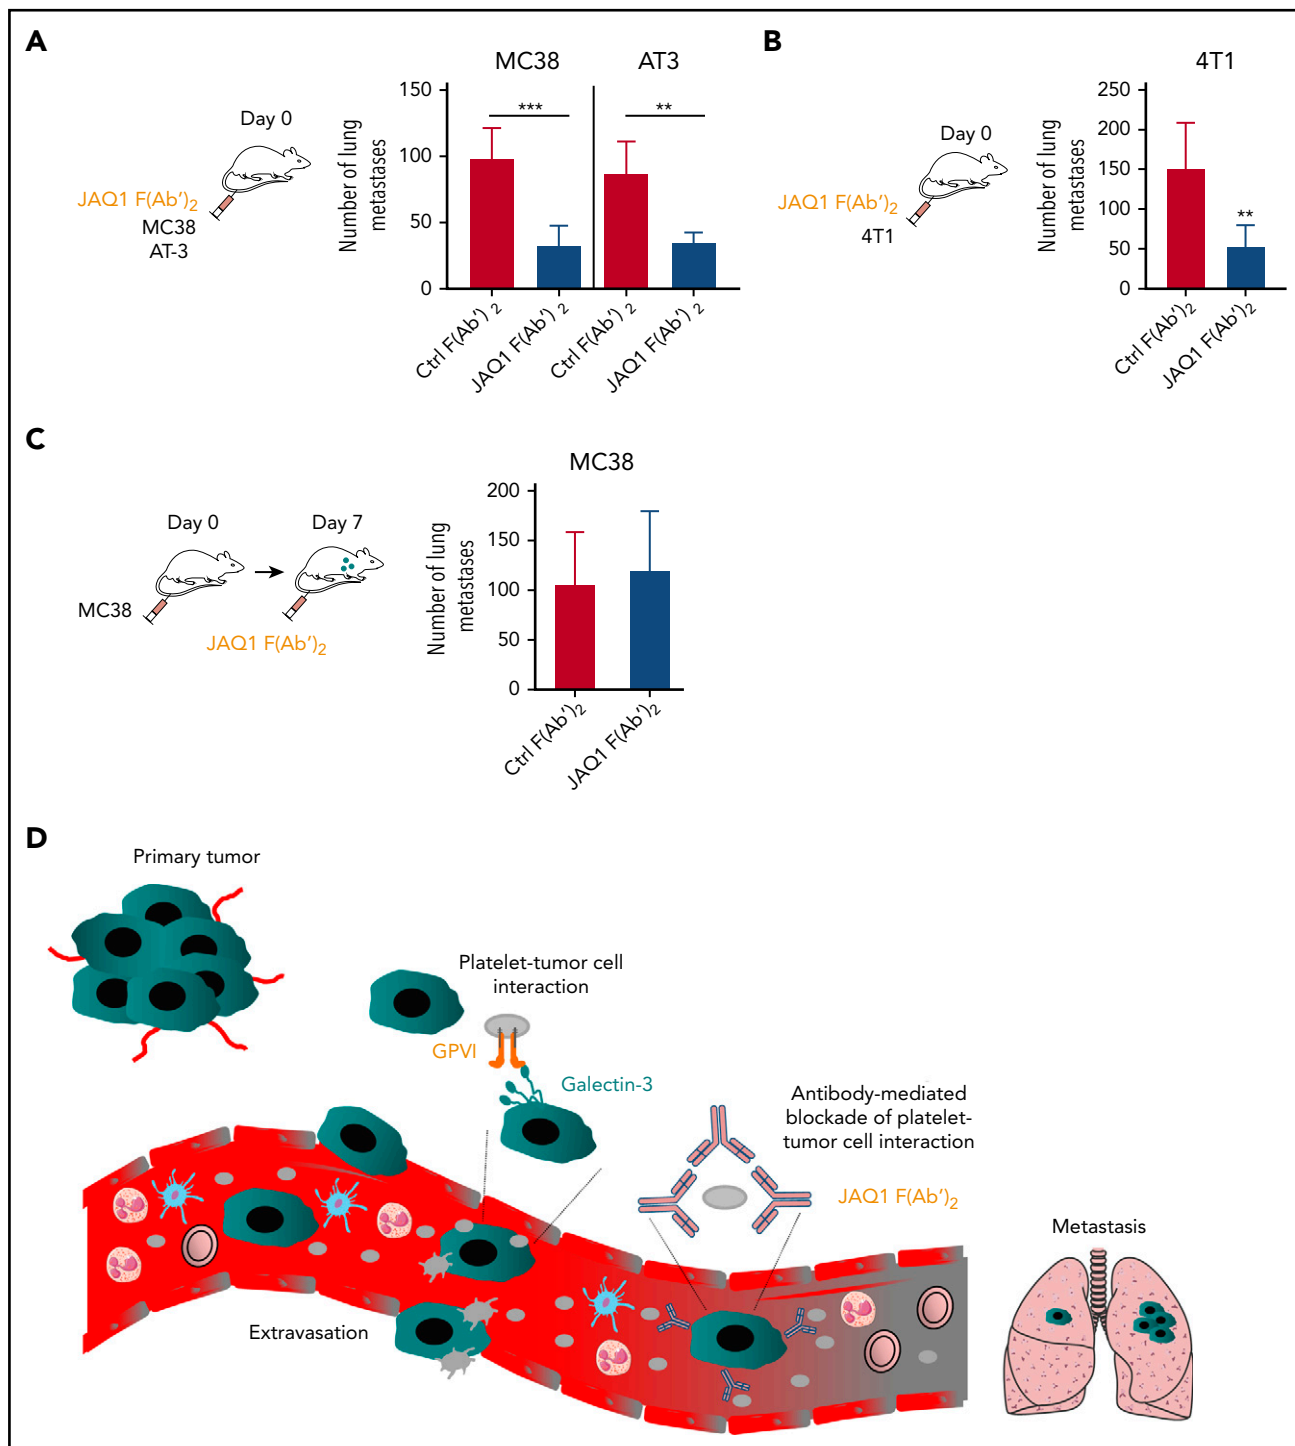 A
MC38
AT3
Day 0
JAQ1 F(Ab′)2
MC38
AT-3
Number of lung
metastases
150
100
50
0
***
**
Ctrl F(Ab′)2
JAQ1 F(Ab′)2
Ctrl F(Ab′)2
JAQ1 F(Ab′)2
B
4T1
Day 0
JAQ1 F(Ab′)2
4T1
Number of lung
metastases
250
200
150
100
50
0
**
Ctrl F(Ab′)2
JAQ1 F(Ab′)2
C
MC38
Day 0
Day 7
MC38
JAQ1 F(Ab′)2
Number of lung
metastases
200
150
100
50
0
Ctrl F(Ab′)2
JAQ1 F(Ab′)2
D
Primary tumor
Platelet-tumor cell
interaction
GPVI
Galectin-3
Antibody-mediated
blockade of platelet-
tumor cell interaction
JAQ1 F(Ab′)2
Metastasis
Extravasation